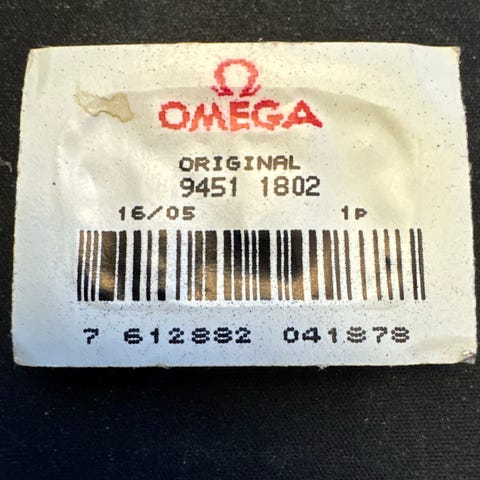 Ω
OMEGA
ORIGINAL
9451 1802
16/05 1p
7 612882 041878